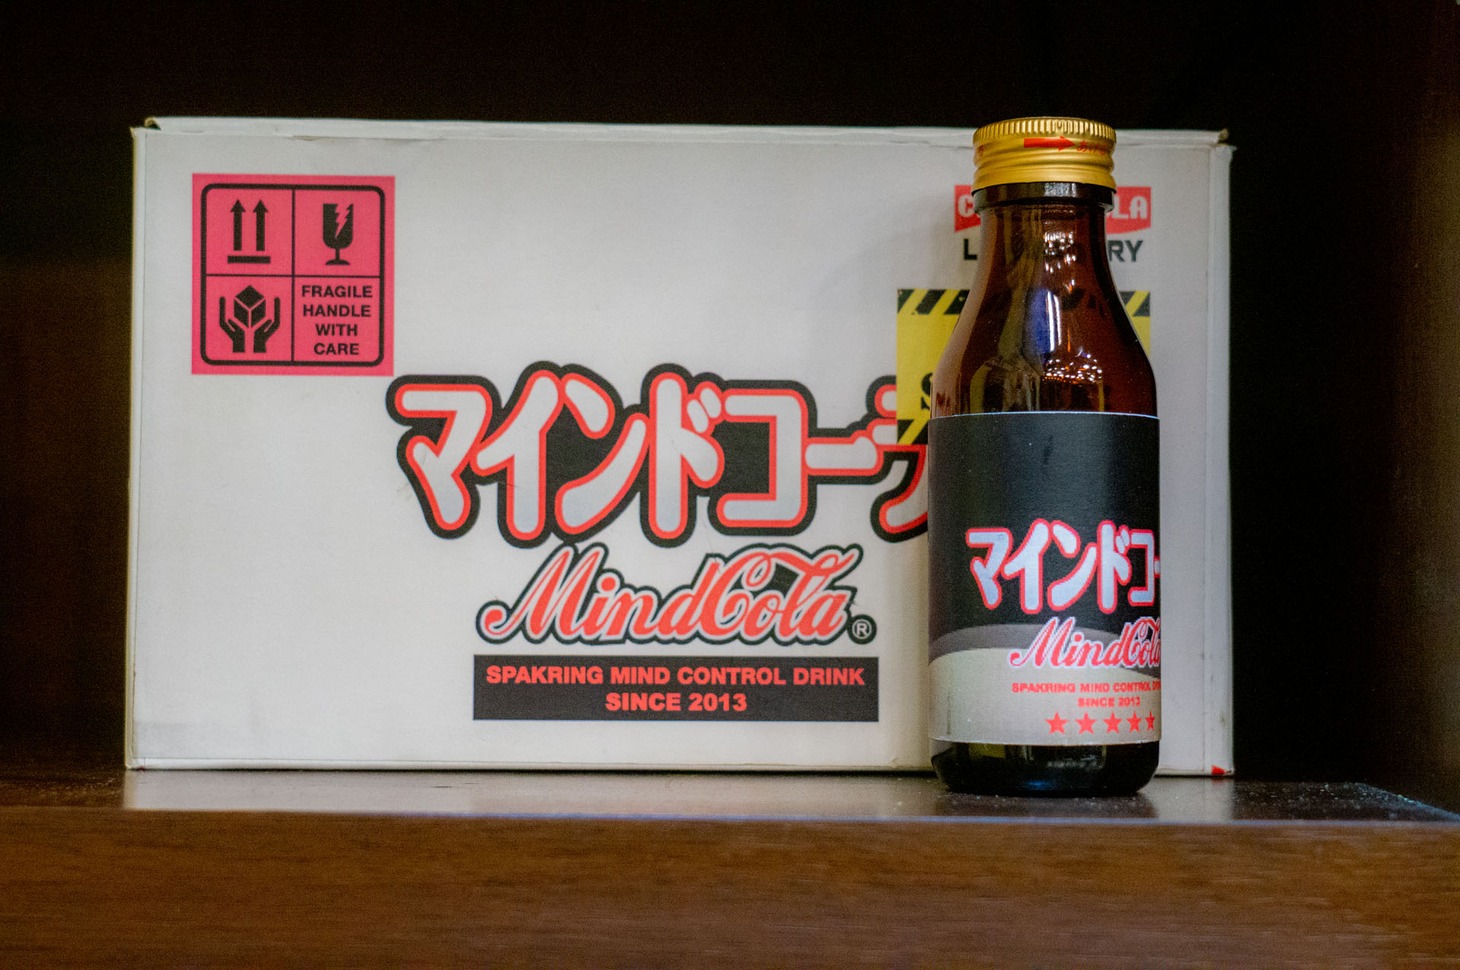 FRAGILE
HANDLE
WITH
CARE
マインドコーラ
MindCola®
SPAKRING MIND CONTROL DRINK
SINCE 2013
マインドコー
MindCola
SPAKRING MIND CONTROL
SINCE 2013